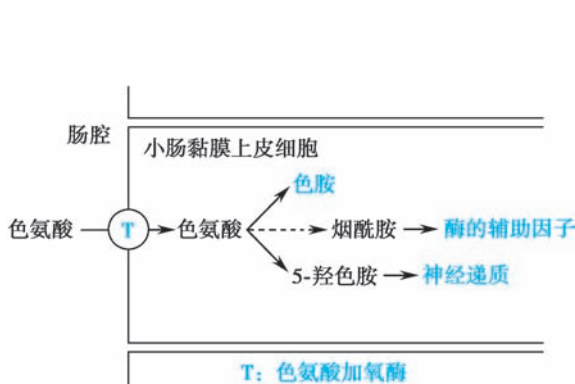 肠腔
小肠黏膜上皮细胞
色胺
色氨酸
T
色氨酸
烟酰胺
酶的辅助因子
5-羟色胺
神经递质
T：色氨酸加氧酶